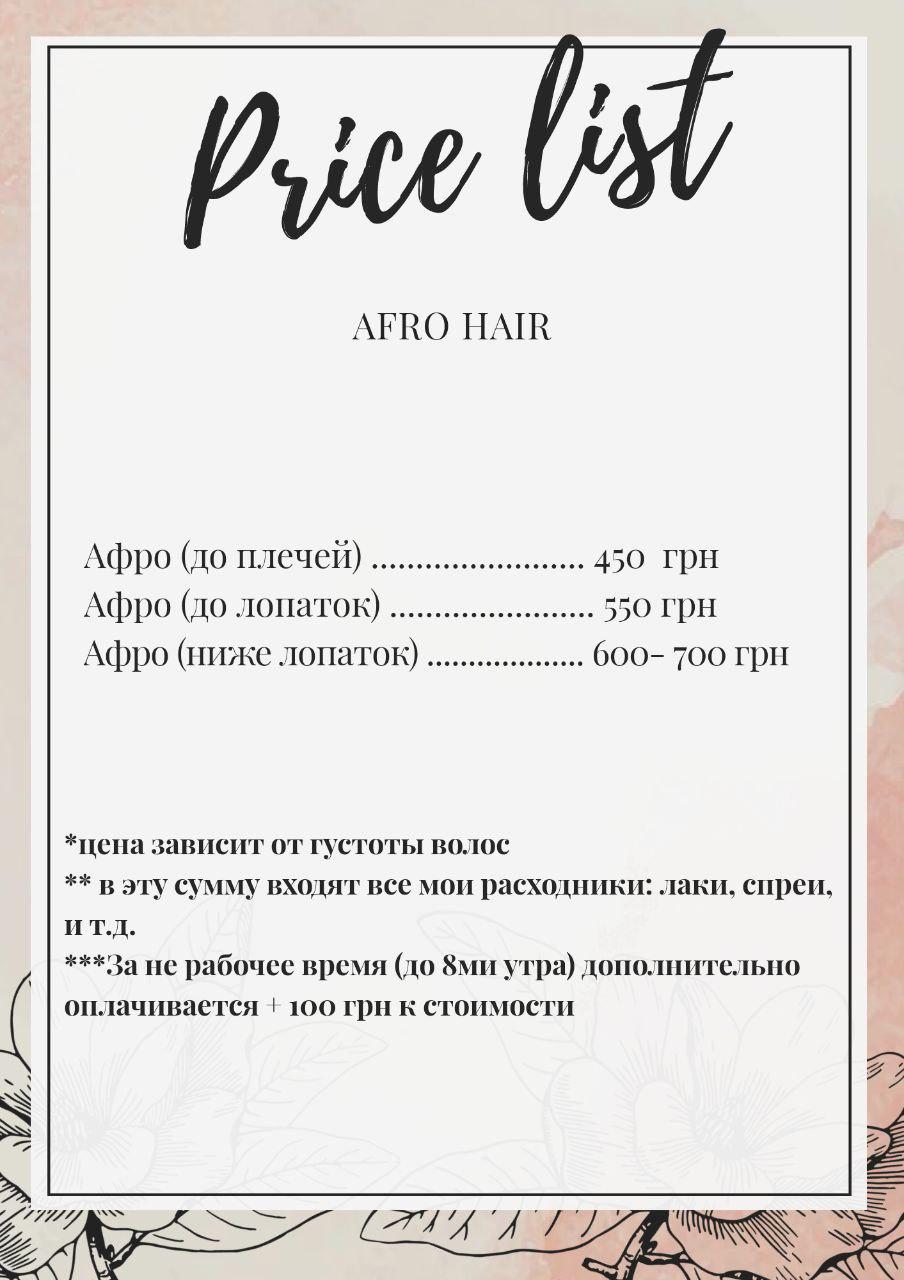 Price list
AFRO HAIR
Афро (до плечей) ........................ 450 грн
Афро (до лопаток) ....................... 550 грн
Афро (ниже лопаток) ................... 600- 700 грн
*цена зависит от густоты волос
** в эту сумму входят все мои расходники: лаки, спреи,
и т.д.
***За не рабочее время (до 8ми утра) дополнительно
оплачивается + 100 грн к стоимости